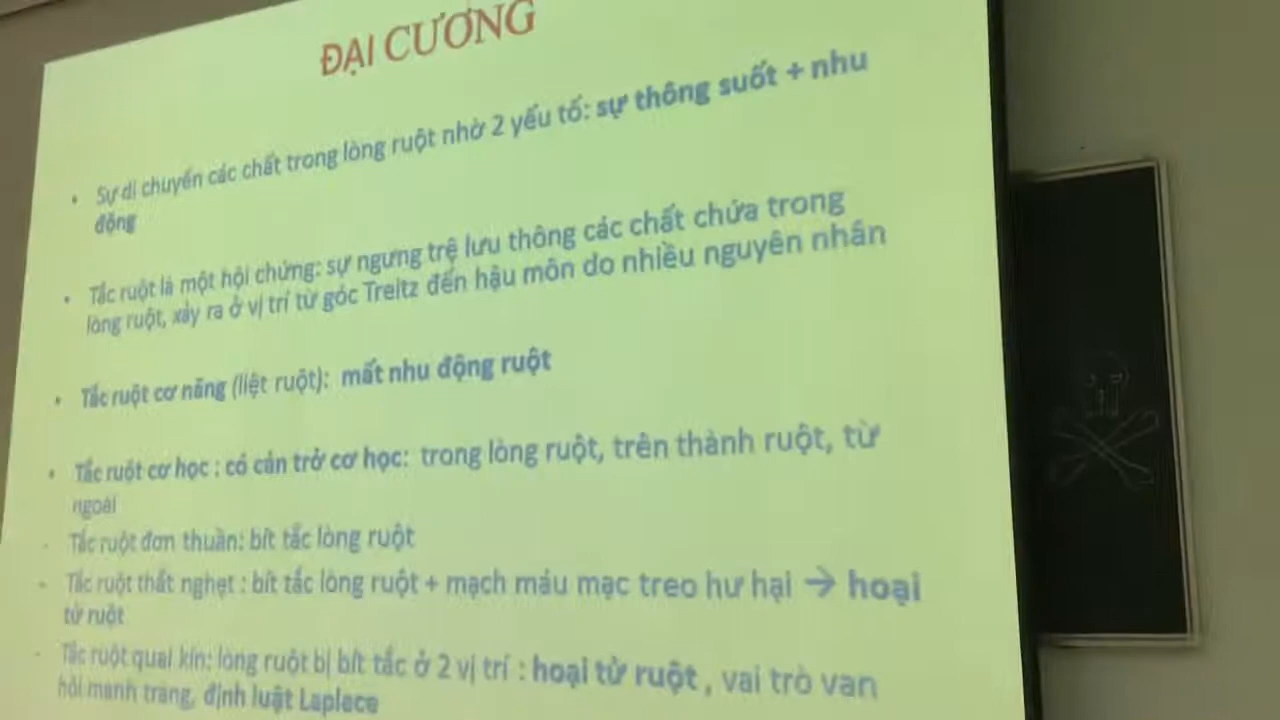 ĐẠI CƯƠNG
• Sự di chuyển các chất trong lòng ruột nhờ 2 yếu tố: sự thông suốt + nhu
động
• Tắc ruột là một hội chứng: sự ngưng trệ lưu thông các chất chứa trong
lòng ruột, xảy ra ở vị trí từ góc Treitz đến hậu môn do nhiều nguyên nhân
• Tắc ruột cơ năng (liệt ruột): mất nhu động ruột
• Tắc ruột cơ học : có cản trở cơ học: trong lòng ruột, trên thành ruột, từ
ngoài
- Tắc ruột đơn thuần: bít tắc lòng ruột
- Tắc ruột thắt nghẹt : bít tắc lòng ruột + mạch máu mạc treo hư hại → hoại
tử ruột
- Tắc ruột quai kín: lòng ruột bị bít tắc ở 2 vị trí : hoại tử ruột , vai trò van
hồi manh tràng, định luật Laplace